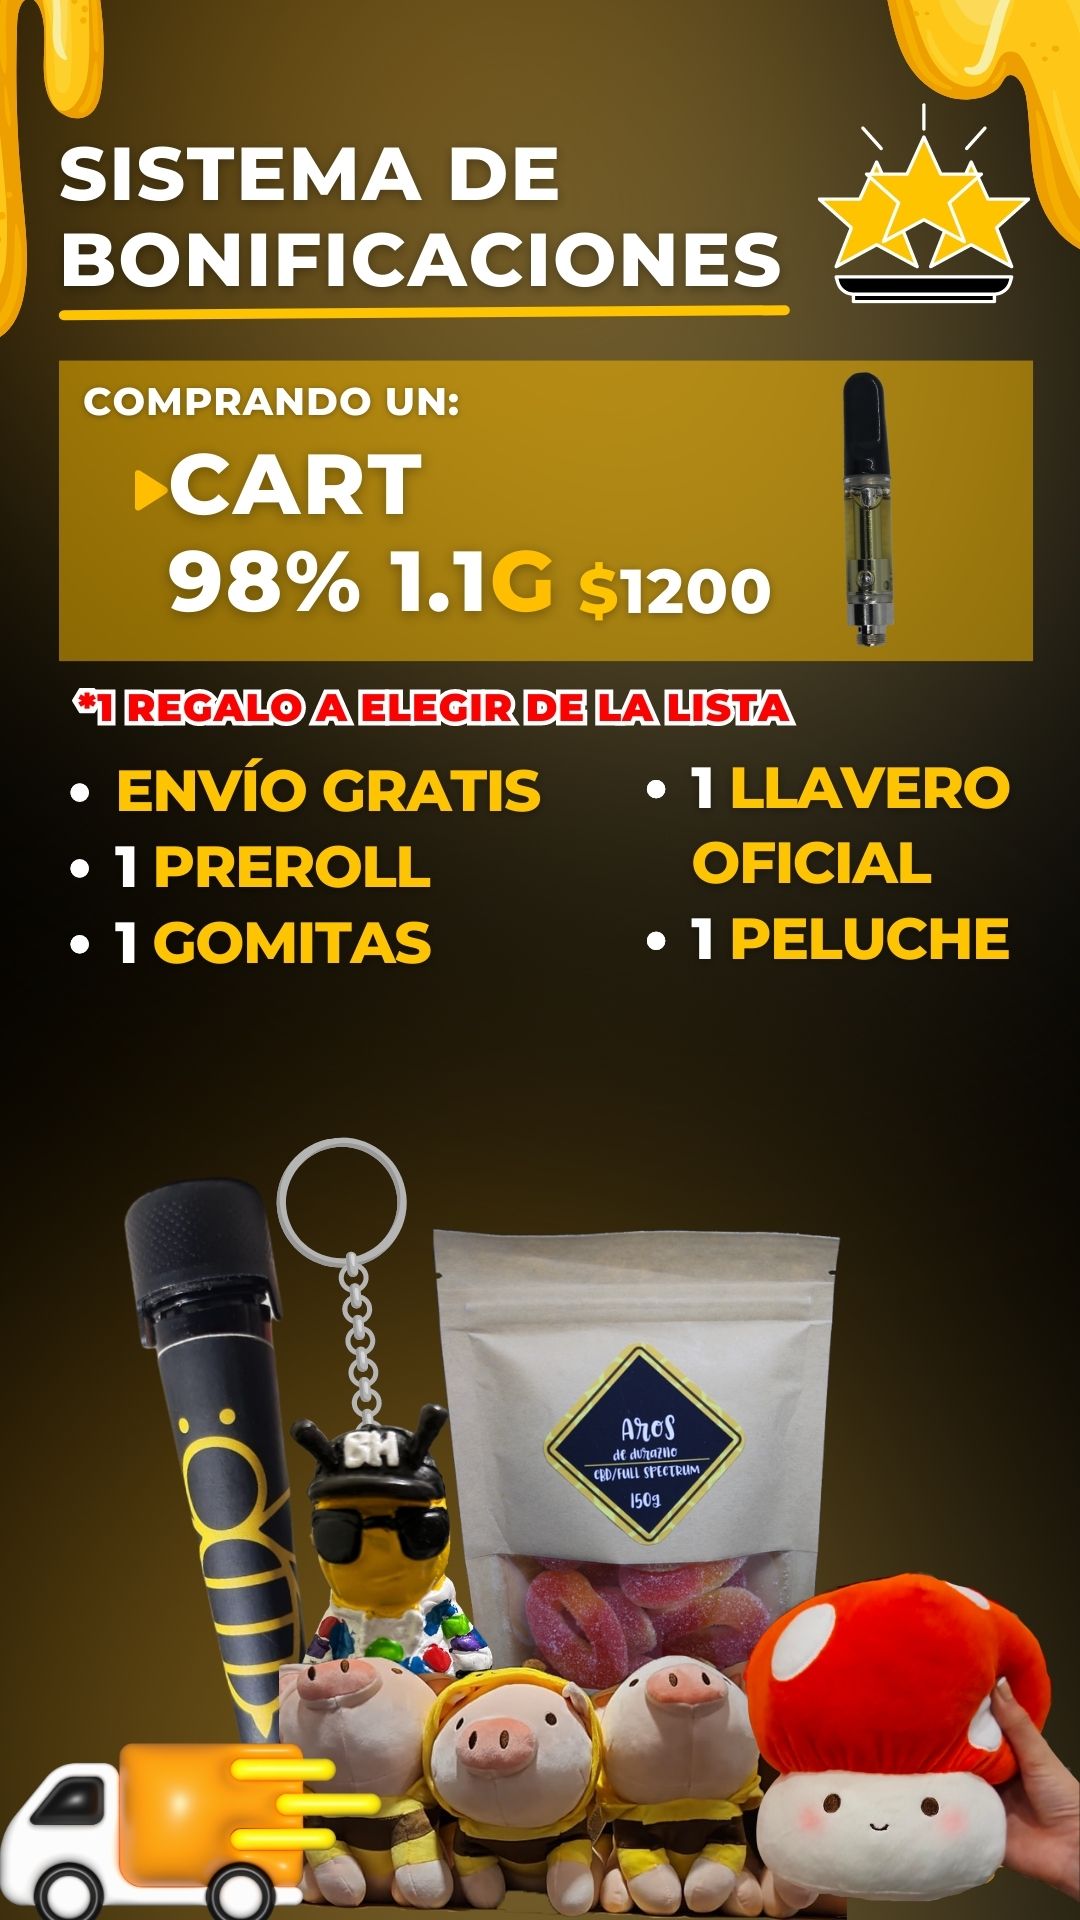 SISTEMA DE
BONIFICACIONES
COMPRANDO UN:
CART
98% 1.1G $1200
*1 REGALO A ELEGIR DE LA LISTA
ENVÍO GRATIS
1 PREROLL
1 GOMITAS
1 LLAVERO
OFICIAL
1 PELUCHE
BH
Aros
de durazno
CBD/FULL SPECTRUM
150g